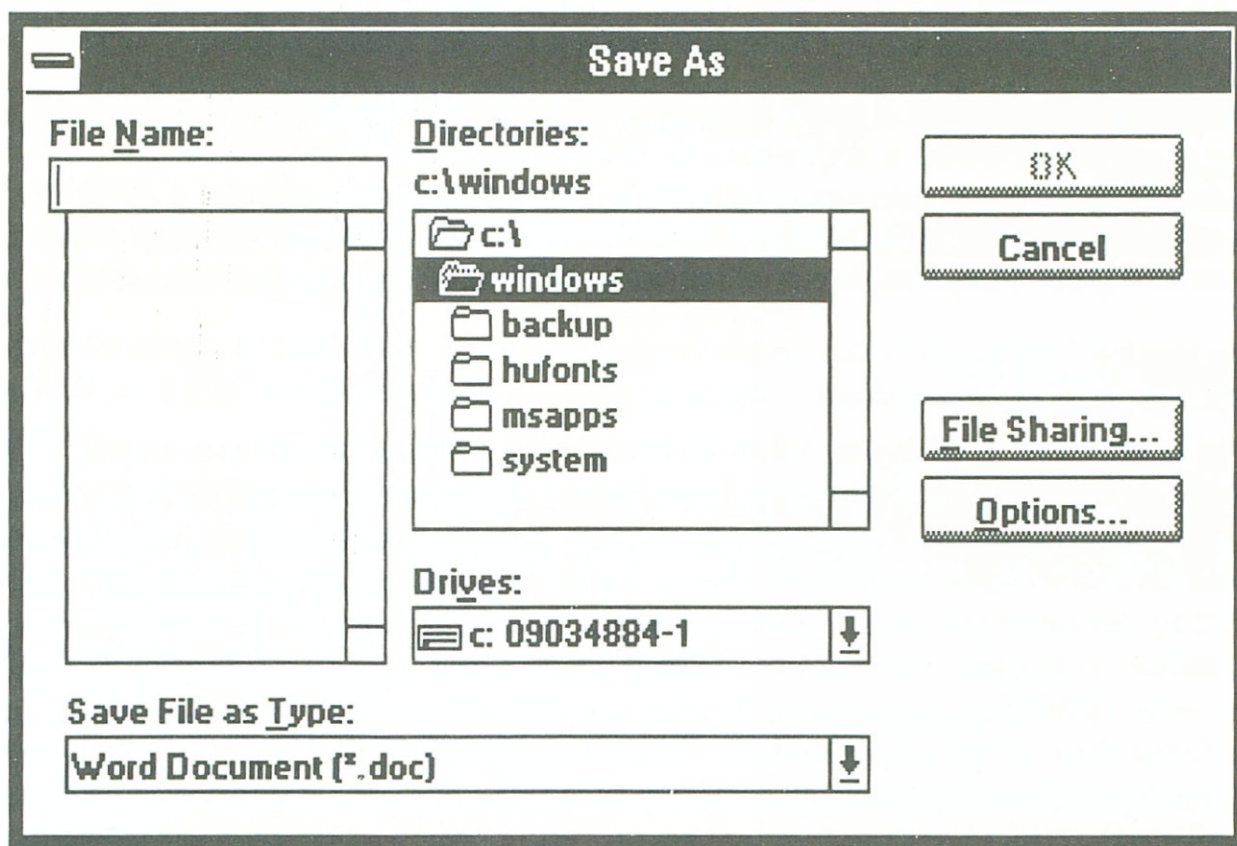 Save As
File Name:
Directories:
c:\windows
c:\
windows
backup
hufonts
msapps
system
OK
Cancel
File Sharing...
Options...
Drives:
c: 09034884-1
Save File as Type:
Word Document (*.doc)